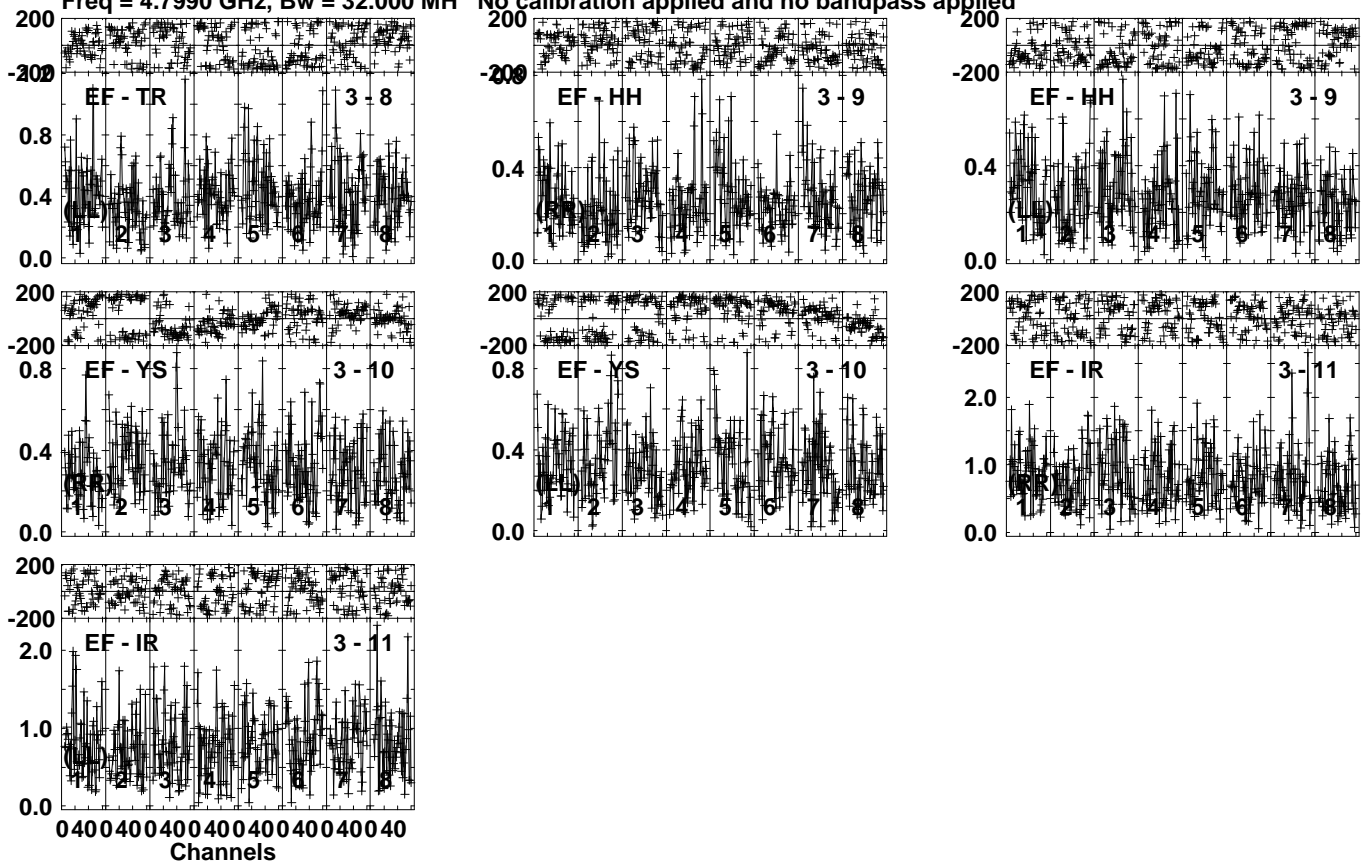 Freq = 4.7990 GHz, Bw = 32.000 MH No calibration applied and no bandpass applied
200 200 200
-200 -200 -200
EF - TR 3 - 8 EF - HH 3 - 9 EF - HH 3 - 9
0.8
0.4 0.4 0.4
(LL) (RR) (LL)
1 2 3 4 5 6 7 8 1 2 3 4 5 6 7 8 1 2 3 4 5 6 7 8
0.0 0.0 0.0
200 200 200
-200 -200 -200
EF - YS 3 - 10 EF - YS 3 - 10 EF - IR 3 - 11
0.8 0.8 2.0
0.4 0.4 1.0
(RR) (LL) (RR)
1 2 3 4 5 6 7 8 1 2 3 4 5 6 7 8 1 2 3 4 5 6 7 8
0.0 0.0 0.0
200
-200
EF - IR 3 - 11
2.0
1.0
(LL)
1 2 3 4 5 6 7 8
0.0
0 40 0 40 0 40 0 40 0 40 0 40 0 40 0 40
Channels